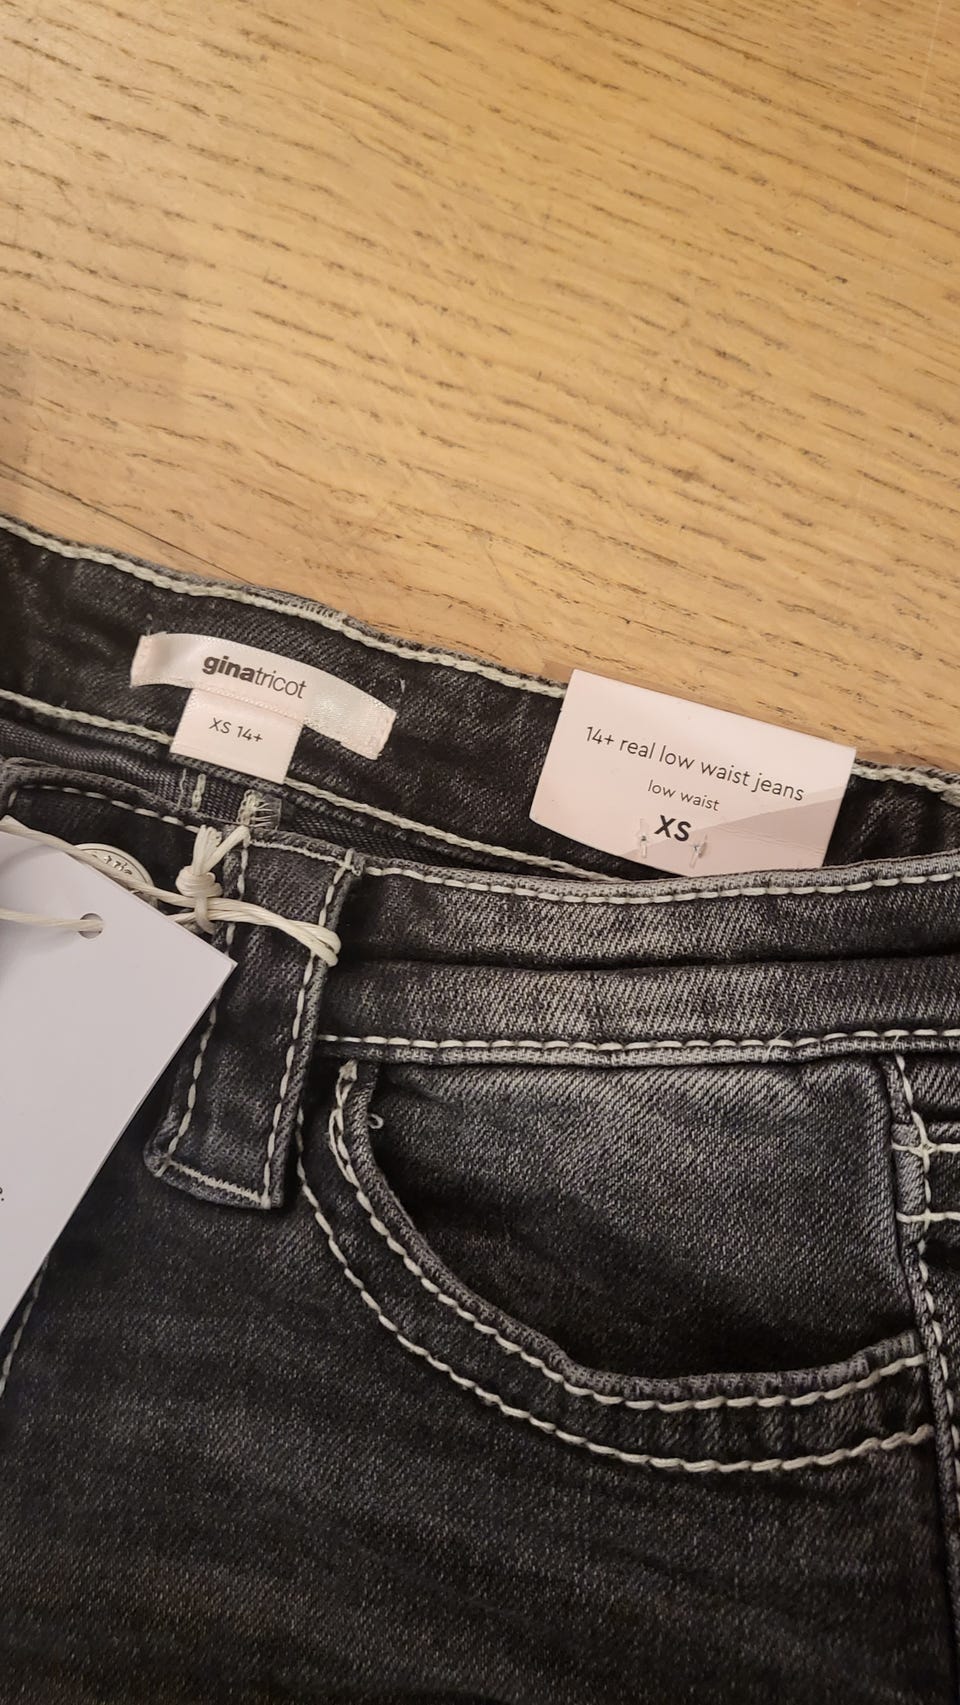 ginatricot
XS 14+
14+ real low waist jeans
low waist
XS